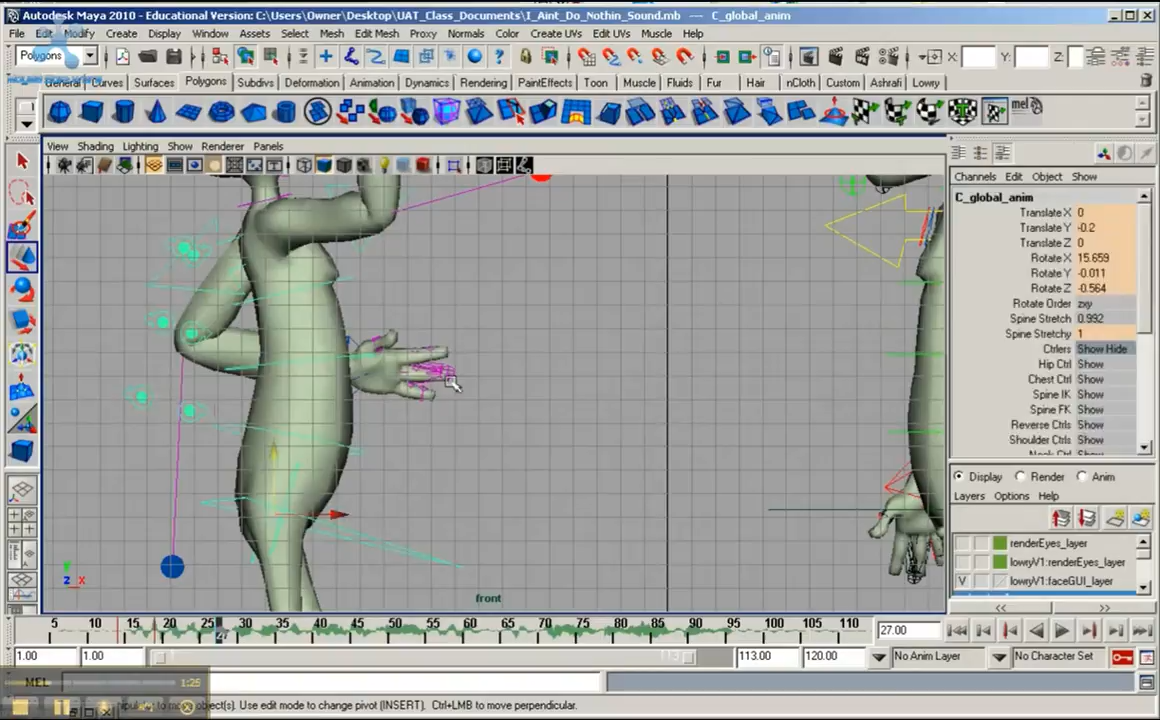 Autodesk Maya 2010 - Educational Version: C:\Users\Owner\Desktop\UAT_Class_Documents\I_Aint_Do_Nothin_Sound.mb --- C_global_anim
File Edit Modify Create Display Window Assets Select Mesh Edit Mesh Proxy Normals Color Create UVs Edit UVs Muscle Help
Polygons X: Y: Z:
General Curves Surfaces Polygons Subdivs Deformation Animation Dynamics Rendering PaintEffects Toon Muscle Fluids Fur Hair nCloth Custom Ashrafi Lowry
mel
View Shading Lighting Show Renderer Panels
Channels Edit Object Show
C_global_anim
Translate X 0
Translate Y -0.2
Translate Z 0
Rotate X 15.659
Rotate Y -0.011
Rotate Z -0.564
Rotate Order zxy
Spine Stretch 0.992
Spine Stretchy 1
Ctrlers Show Hide
Hip Ctrl Show
Chest Ctrl Show
Spine IK Show
Spine FK Show
Reverse Ctrls Show
Shoulder Ctrls Show
Neck Ctrl Show
Display Render Anim
Layers Options Help
renderEyes_layer
lowryV1:renderEyes_layer
V lowryV1:faceGUI_layer
Y
Z X
front
5 10 15 20 25 27 30 35 40 45 50 55 60 65 70 75 80 85 90 95 100 105 110 27.00
1.00 1.00 113 113.00 120.00 No Anim Layer No Character Set
MEL 1:25
object(s). Use edit mode to change pivot (INSERT). Ctrl+LMB to move perpendicular.